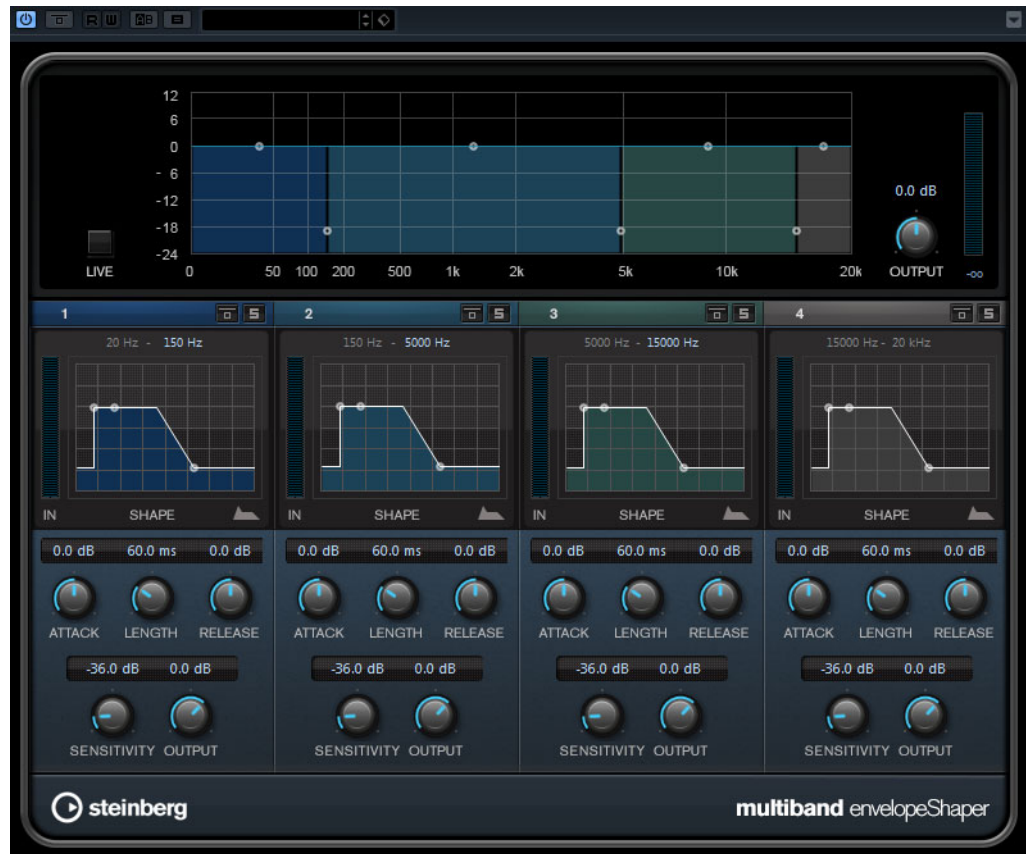 R W AB
12
6
0
- 6
-12
-18
-24
0 50 100 200 500 1k 2k 5k 10k 20k
LIVE
0.0 dB
OUTPUT
-oo
1 S 2 S 3 S 4 S
20 Hz - 150 Hz 150 Hz - 5000 Hz 5000 Hz - 15000 Hz 15000 Hz - 20 kHz
IN SHAPE IN SHAPE IN SHAPE IN SHAPE
0.0 dB 60.0 ms 0.0 dB 0.0 dB 60.0 ms 0.0 dB 0.0 dB 60.0 ms 0.0 dB 0.0 dB 60.0 ms 0.0 dB
ATTACK LENGTH RELEASE ATTACK LENGTH RELEASE ATTACK LENGTH RELEASE ATTACK LENGTH RELEASE
-36.0 dB 0.0 dB -36.0 dB 0.0 dB -36.0 dB 0.0 dB -36.0 dB 0.0 dB
SENSITIVITY OUTPUT SENSITIVITY OUTPUT SENSITIVITY OUTPUT SENSITIVITY OUTPUT
steinberg multiband envelopeShaper